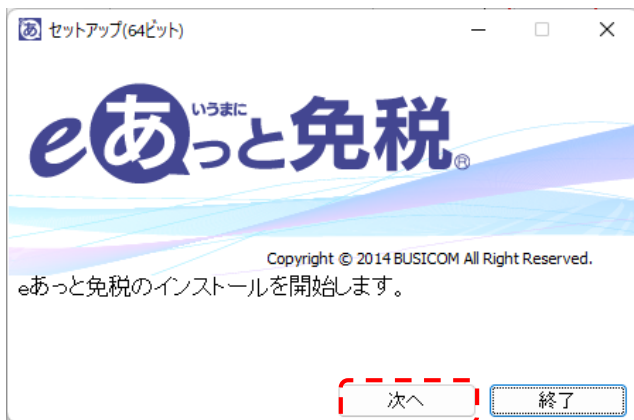 セットアップ(64ビット)
いうまに
eあっと免税®
Copyright © 2014 BUSICOM All Right Reserved.
eあっと免税のインストールを開始します。
次へ 終了